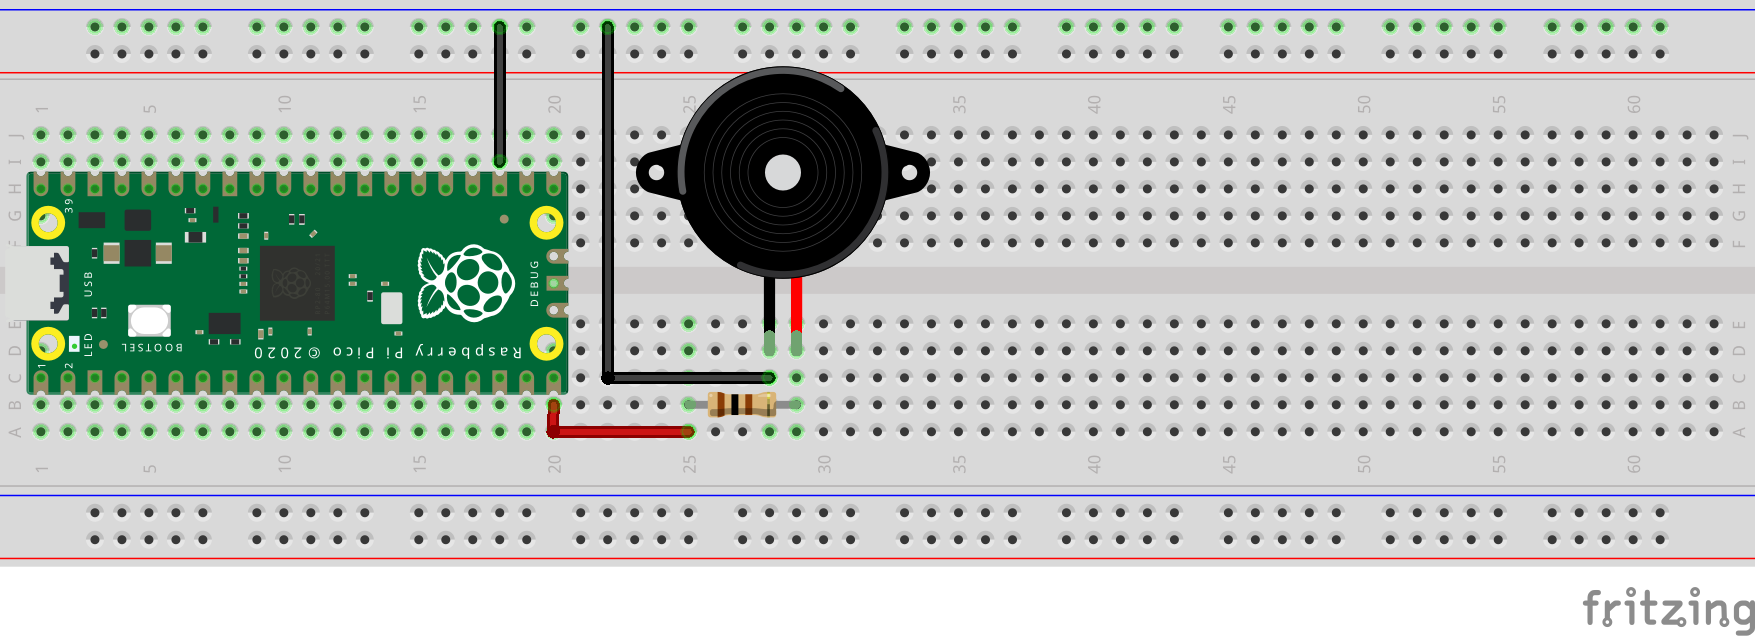 1 5 10 15 20 25 35 40 45 50 55 60
J J
I I
H H
G G
F F
39
USB
DEBUG
LED
BOOTSEL
Raspberry Pi Pico © 2020
1
2
E E
D D
C C
B B
A A
1 5 10 15 20 25 30 35 40 45 50 55 60
fritzing